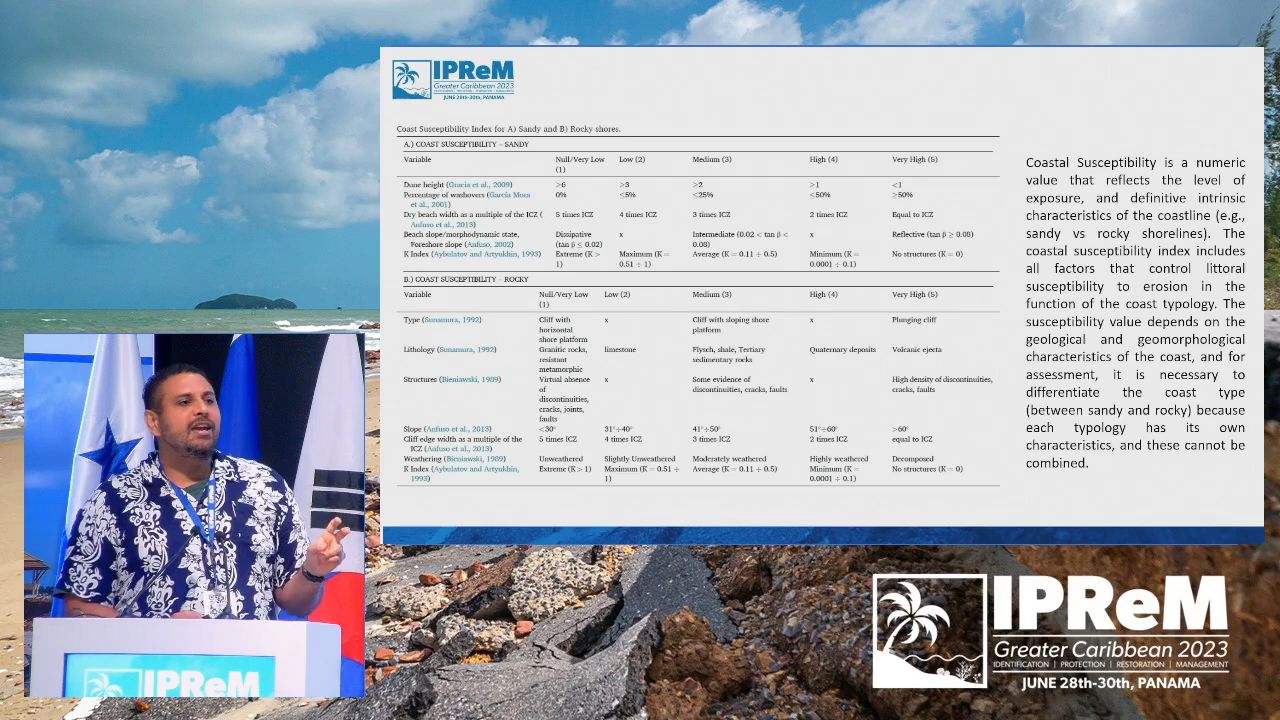 IPReM
Greater Caribbean 2023
IDENTIFICATION | PROTECTION | RESTORATION | MANAGEMENT
JUNE 28th-30th, PANAMA
Coast Susceptibility Index for A) Sandy and B) Rocky shores.
A.) COAST SUSCEPTIBILITY – SANDY
Variable Null/Very Low (1) Low (2) Medium (3) High (4) Very High (5)
Dune height (Gracia et al., 2009) ≥6 ≥3 ≥2 ≥1 <1
Percentage of washovers (García Mora et al., 2001) 0% ≤5% ≤25% ≤50% ≥50%
Dry beach width as a multiple of the ICZ (Anfuso et al., 2013) 5 times ICZ 4 times ICZ 3 times ICZ 2 times ICZ Equal to ICZ
Beach slope/morphodynamic state, Foreshore slope (Anfuso, 2002) Dissipative (tan β ≤ 0.02) x Intermediate (0.02 < tan β < 0.08) x Reflective (tan β ≥ 0.08)
K Index (Aybulatov and Artyukhin, 1993) Extreme (K > 1) Maximum (K = 0.51 ÷ 1) Average (K = 0.11 ÷ 0.5) Minimum (K = 0.0001 ÷ 0.1) No structures (K = 0)
B.) COAST SUSCEPTIBILITY – ROCKY
Variable Null/Very Low (1) Low (2) Medium (3) High (4) Very High (5)
Type (Sunamura, 1992) Cliff with horizontal shore platform x Cliff with sloping shore platform x Plunging cliff
Lithology (Sunamura, 1992) Granitic rocks, resistant metamorphic limestone Flysch, shale, Tertiary sedimentary rocks Quaternary deposits Volcanic ejecta
Structures (Bieniawski, 1989) Virtual absence of discontinuities, cracks, joints, faults x Some evidence of discontinuities, cracks, faults x High density of discontinuities, cracks, faults
Slope (Anfuso et al., 2013) <30° 31°÷40° 41°÷50° 51°÷60° >60°
Cliff edge width as a multiple of the ICZ (Anfuso et al., 2013) 5 times ICZ 4 times ICZ 3 times ICZ 2 times ICZ equal to ICZ
Weathering (Bieniawski, 1989) Unweathered Slightly Unweathered Moderately weathered Highly weathered Decomposed
K Index (Aybulatov and Artyukhin, 1993) Extreme (K > 1) Maximum (K = 0.51 ÷ 1) Average (K = 0.11 ÷ 0.5) Minimum (K = 0.0001 ÷ 0.1) No structures (K = 0)
Coastal Susceptibility is a numeric
value that reflects the level of
exposure, and definitive intrinsic
characteristics of the coastline (e.g.,
sandy vs rocky shorelines). The
coastal susceptibility index includes
all factors that control littoral
susceptibility to erosion in the
function of the coast typology. The
susceptibility value depends on the
geological and geomorphological
characteristics of the coast, and for
assessment, it is necessary to
differentiate the coast type
(between sandy and rocky) because
each typology has its own
characteristics, and they cannot be
combined.
IPReM
IPReM
Greater Caribbean 2023
IDENTIFICATION | PROTECTION | RESTORATION | MANAGEMENT
JUNE 28th-30th, PANAMA